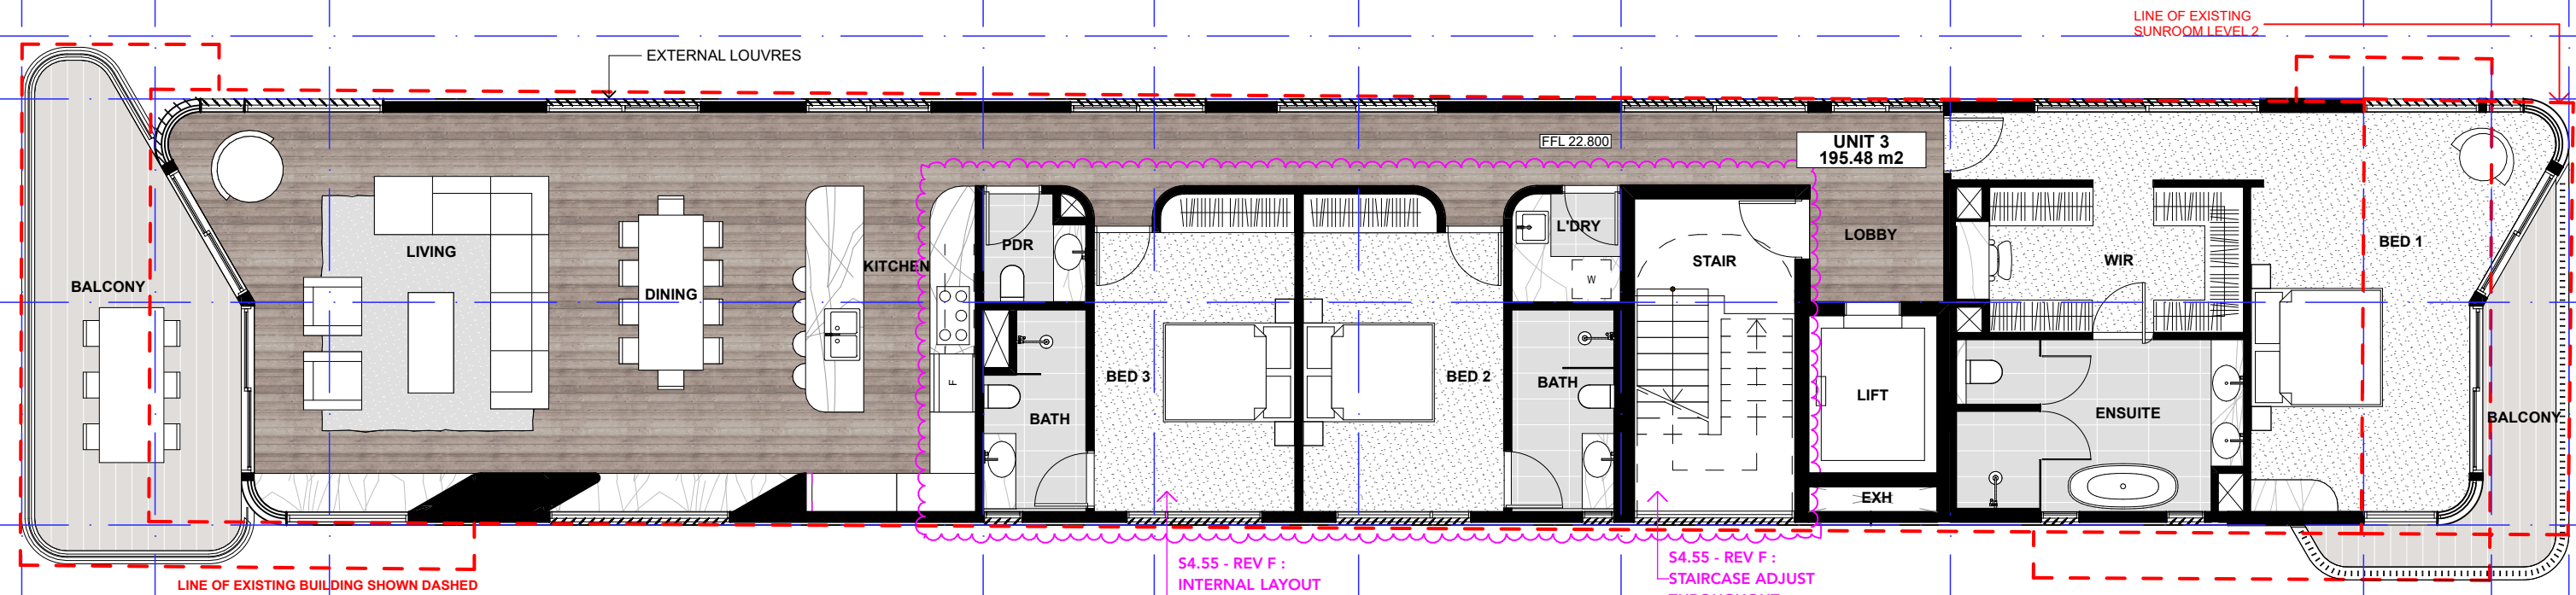 LINE OF EXISTING
SUNROOM LEVEL 2
EXTERNAL LOUVRES
FFL 22.800
UNIT 3
195.48 m2
BALCONY
LIVING
DINING
KITCHEN
F
PDR
BATH
BED 3
BED 2
L'DRY
W
BATH
STAIR
LOBBY
LIFT
EXH
WIR
ENSUITE
BED 1
BALCONY
LINE OF EXISTING BUILDING SHOWN DASHED
S4.55 - REV F :
INTERNAL LAYOUT
S4.55 - REV F :
STAIRCASE ADJUST